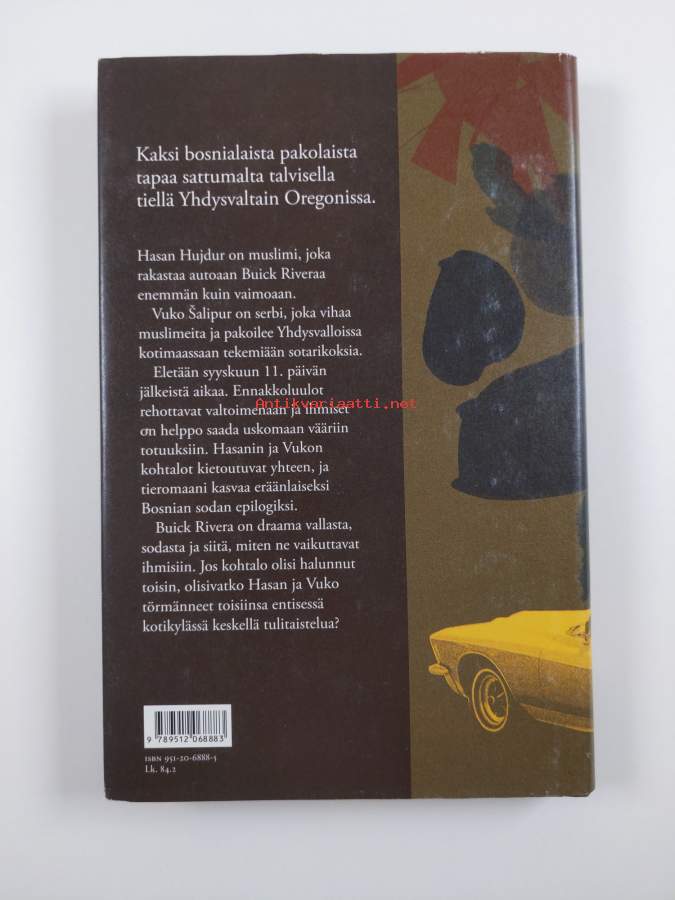 Kaksi bosnialaista pakolaista
tapaa sattumalta talvisella
tiellä Yhdysvaltain Oregonissa.
Hasan Hujdur on muslimi, joka
rakastaa autoaan Buick Riveraa
enemmän kuin vaimoaan.
Vuko Šalipur on serbi, joka vihaa
muslimeita ja pakoilee Yhdysvalloissa
kotimaassaan tekemiään sotarikoksia.
Eletään syyskuun 11. päivän
jälkeistä aikaa. Ennakkoluulot
rehottavat valtoimenaan ja ihmiset
Antikvariaatti.net
on helppo saada uskomaan vääriin
totuuksiin. Hasanin ja Vukon
kohtalot kietoutuvat yhteen, ja
tieromaani kasvaa eräänlaiseksi
Bosnian sodan epilogiksi.
Buick Rivera on draama vallasta,
sodasta ja siitä, miten ne vaikuttavat
ihmisiin. Jos kohtalo olisi halunnut
toisin, olisivatko Hasan ja Vuko
törmänneet toisiinsa entisessä
kotikylässä keskellä tulitaistelua?
9 789512 068883
ISBN 951-20-6888-5
Lk. 84.2